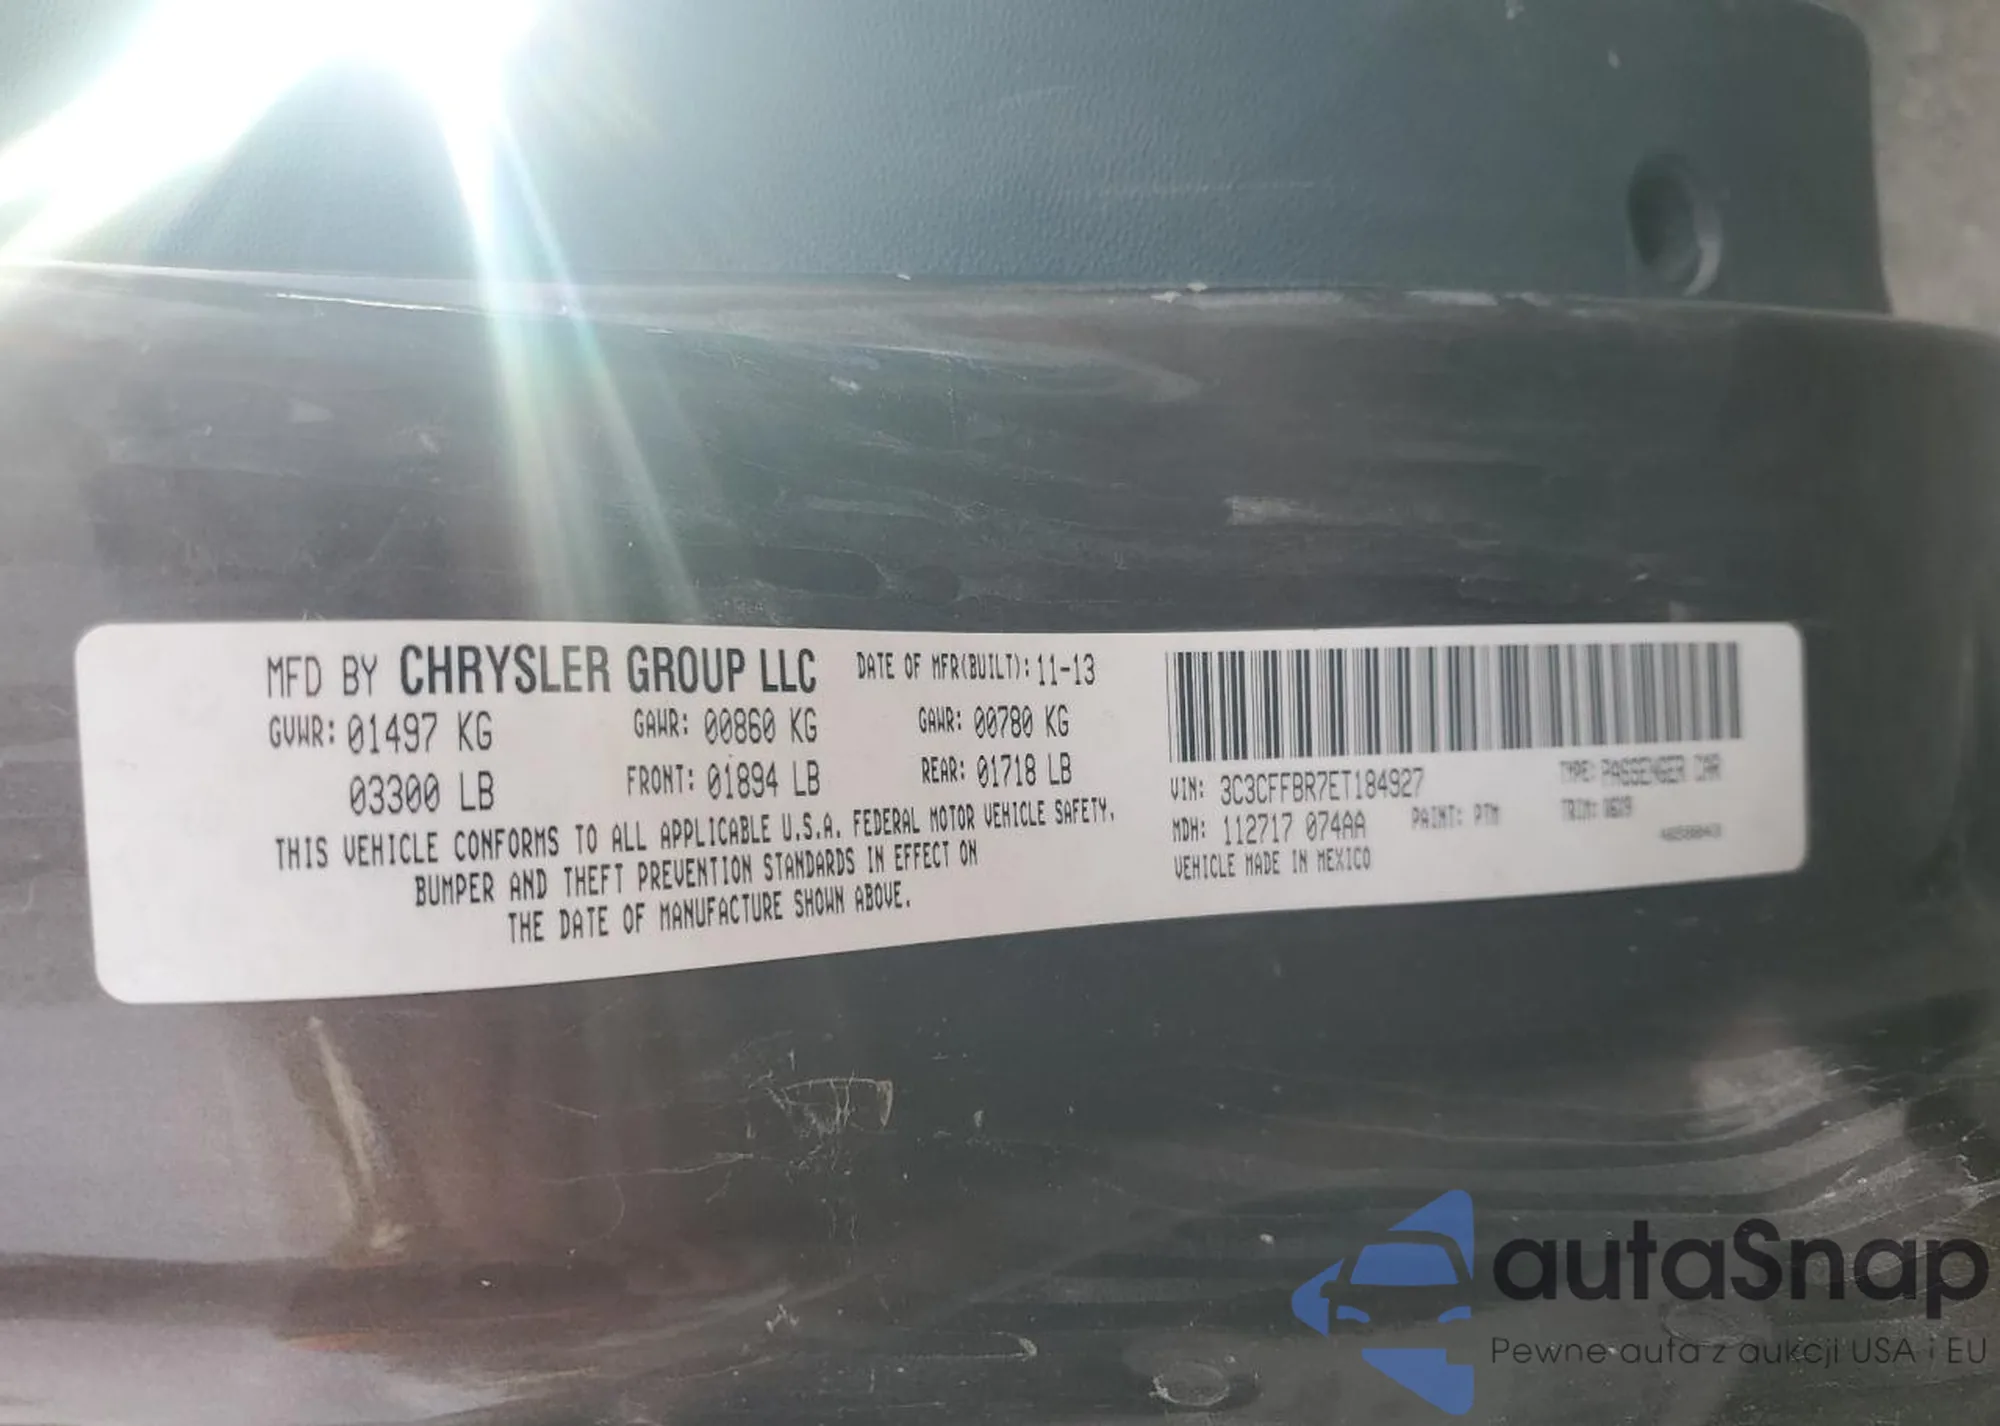 MFD BY CHRYSLER GROUP LLC DATE OF MFR(BUILT): 11-13
GVWR: 01497 KG GAWR: 00860 KG GAWR: 00780 KG
03300 LB FRONT: 01894 LB REAR: 01718 LB
THIS VEHICLE CONFORMS TO ALL APPLICABLE U.S.A. FEDERAL MOTOR VEHICLE SAFETY,
BUMPER AND THEFT PREVENTION STANDARDS IN EFFECT ON
THE DATE OF MANUFACTURE SHOWN ABOVE.
VIN: 3C3CFFBR7ET184927 TYPE: PASSENGER CAR
MDH: 112717 074AA PAINT: PTM TRIM:
VEHICLE MADE IN MEXICO
autaSnap
Pewne auta z aukcji USA i EU